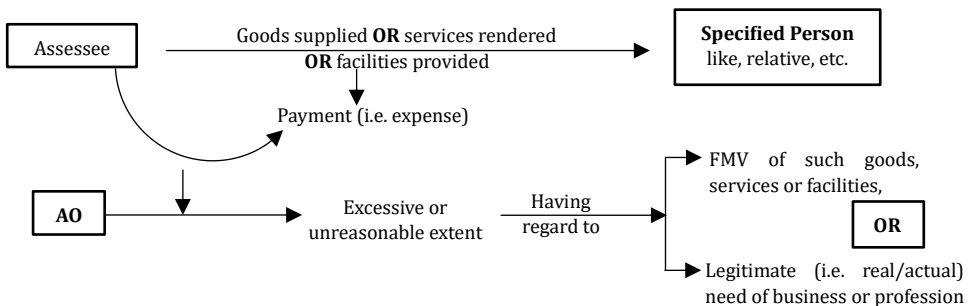 Assessee
Goods supplied OR services rendered
OR facilities provided
Specified Person
like, relative, etc.
Payment (i.e. expense)
AO
Excessive or
unreasonable extent
Having
regard to
FMV of such goods,
services or facilities,
OR
Legitimate (i.e. real/actual)
need of business or profession